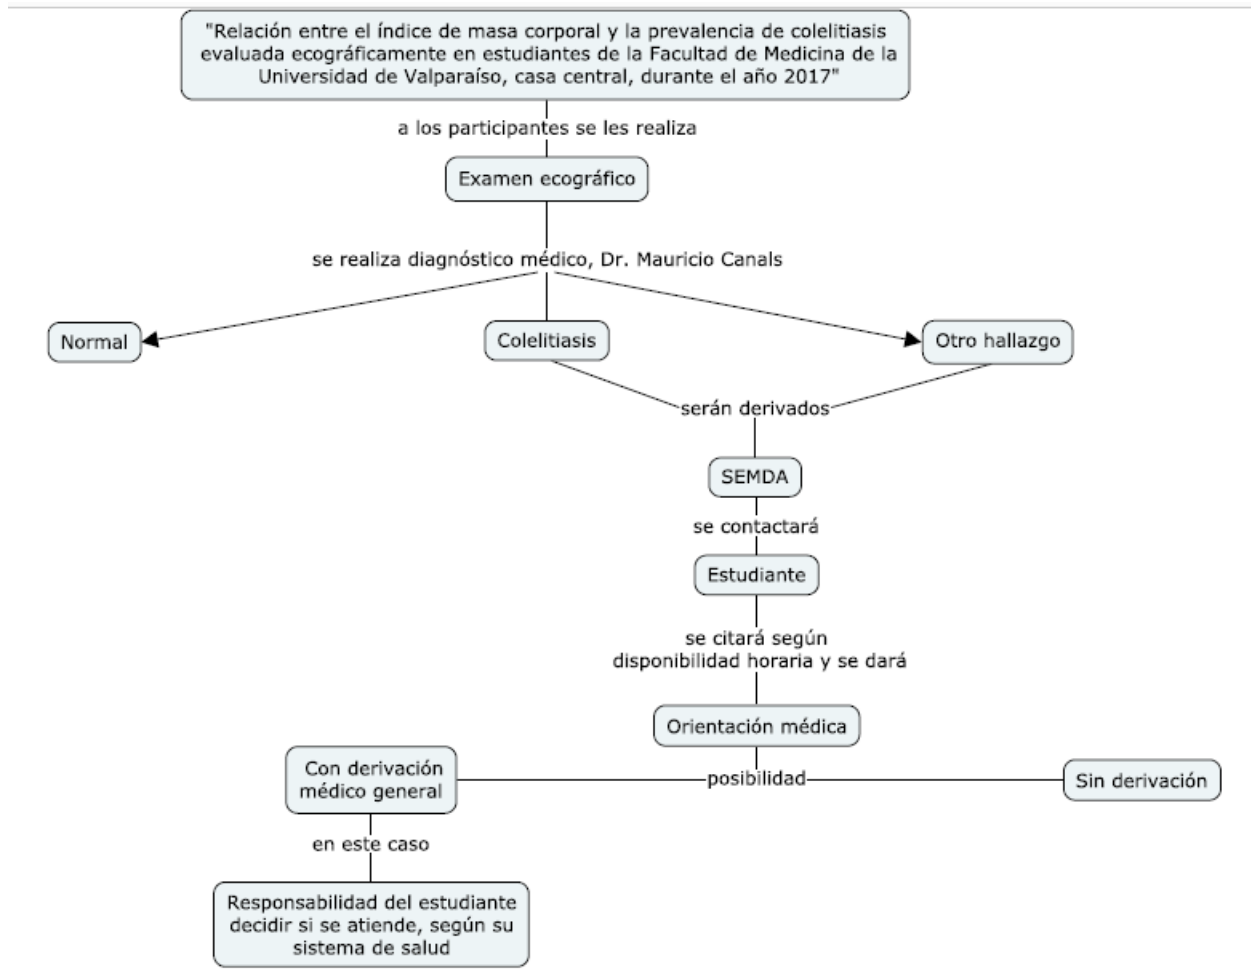 "Relación entre el índice de masa corporal y la prevalencia de colelitiasis
evaluada ecográficamente en estudiantes de la Facultad de Medicina de la
Universidad de Valparaíso, casa central, durante el año 2017"
a los participantes se les realiza
Examen ecográfico
se realiza diagnóstico médico, Dr. Mauricio Canals
Normal
Colelitiasis
Otro hallazgo
serán derivados
SEMDA
se contactará
Estudiante
se citará según
disponibilidad horaria y se dará
Orientación médica
Con derivación
médico general
posibilidad
Sin derivación
en este caso
Responsabilidad del estudiante
decidir si se atiende, según su
sistema de salud